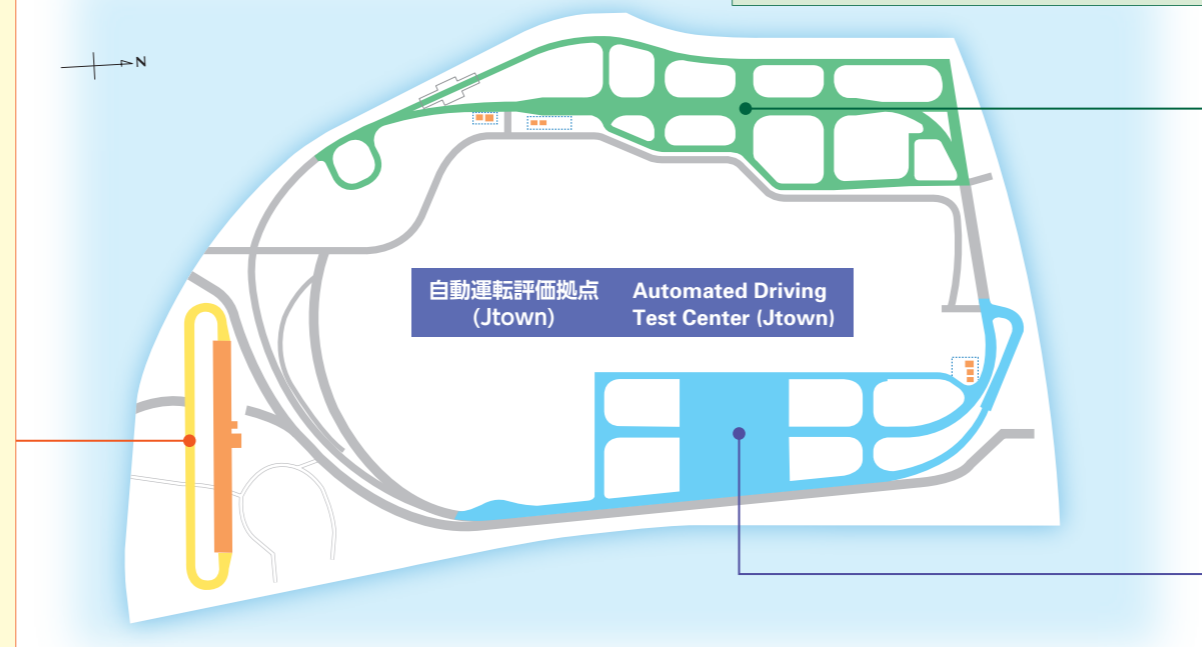 N
自動運転評価拠点
(Jtown)
Automated Driving
Test Center (Jtown)